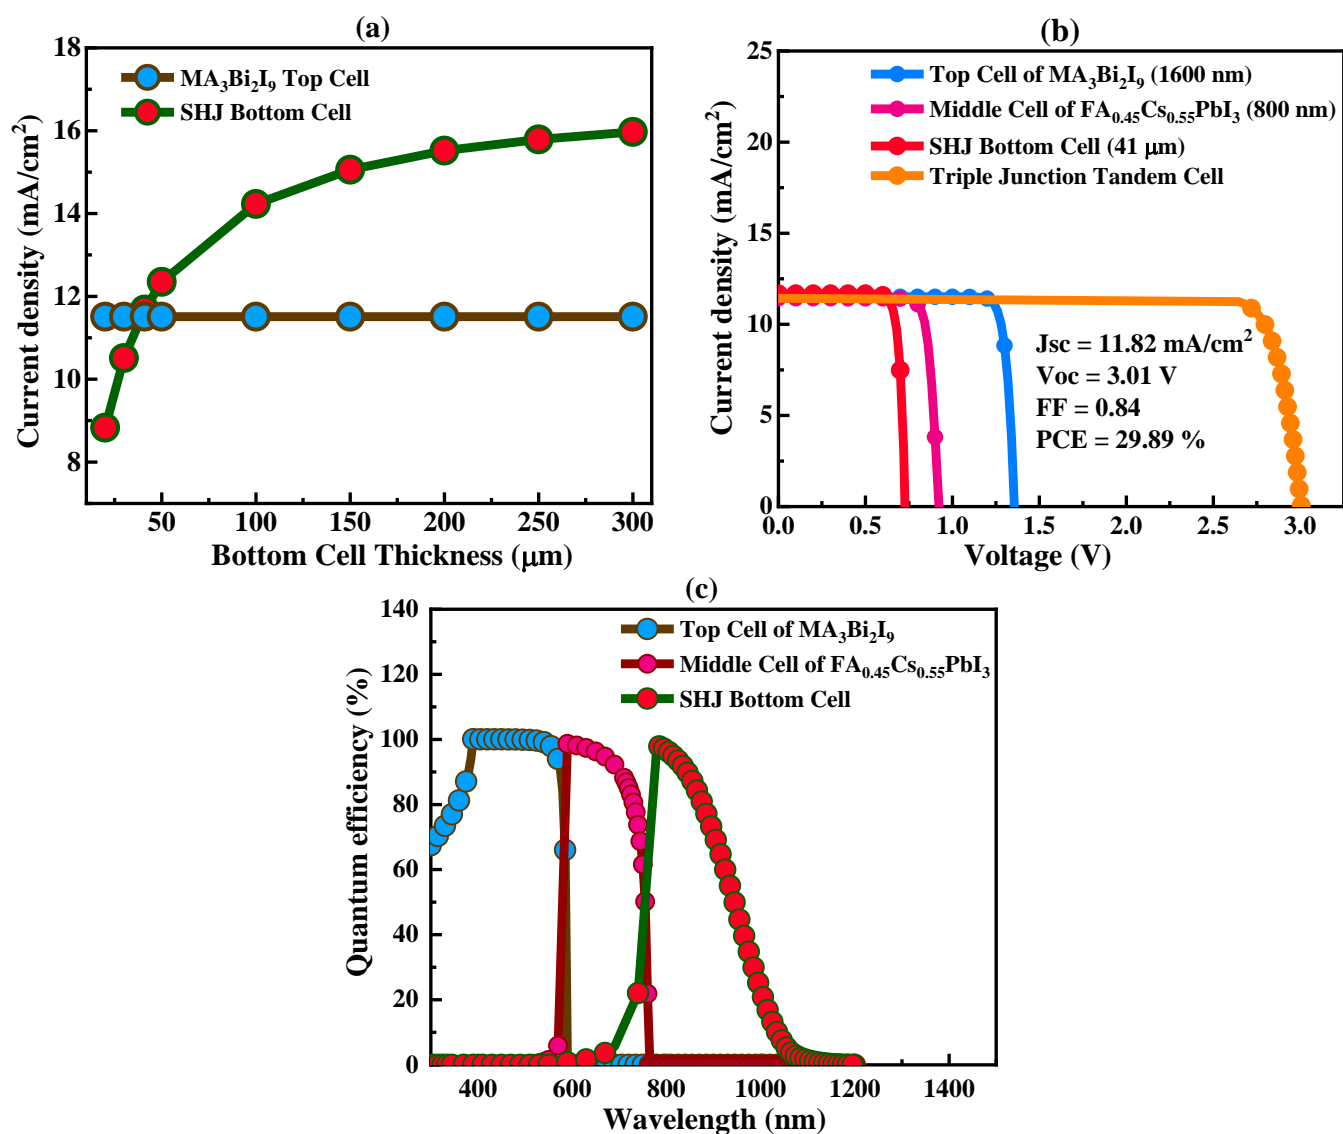 (a)
18
16
14
12
10
8
50
100
150
200
250
300
Current density (mA/cm²)
Bottom Cell Thickness (μm)
MA₃Bi₂I₉ Top Cell
SHJ Bottom Cell
(b)
25
20
15
10
5
0
0.0
0.5
1.0
1.5
2.0
2.5
3.0
Current density (mA/cm²)
Voltage (V)
Top Cell of MA₃Bi₂I₉ (1600 nm)
Middle Cell of FA₀.₄₅Cs₀.₅₅PbI₃ (800 nm)
SHJ Bottom Cell (41 μm)
Triple Junction Tandem Cell
Jsc = 11.82 mA/cm²
Voc = 3.01 V
FF = 0.84
PCE = 29.89 %
(c)
140
120
100
80
60
40
20
0
400
600
800
1000
1200
1400
Quantum efficiency (%)
Wavelength (nm)
Top Cell of MA₃Bi₂I₉
Middle Cell of FA₀.₄₅Cs₀.₅₅PbI₃
SHJ Bottom Cell